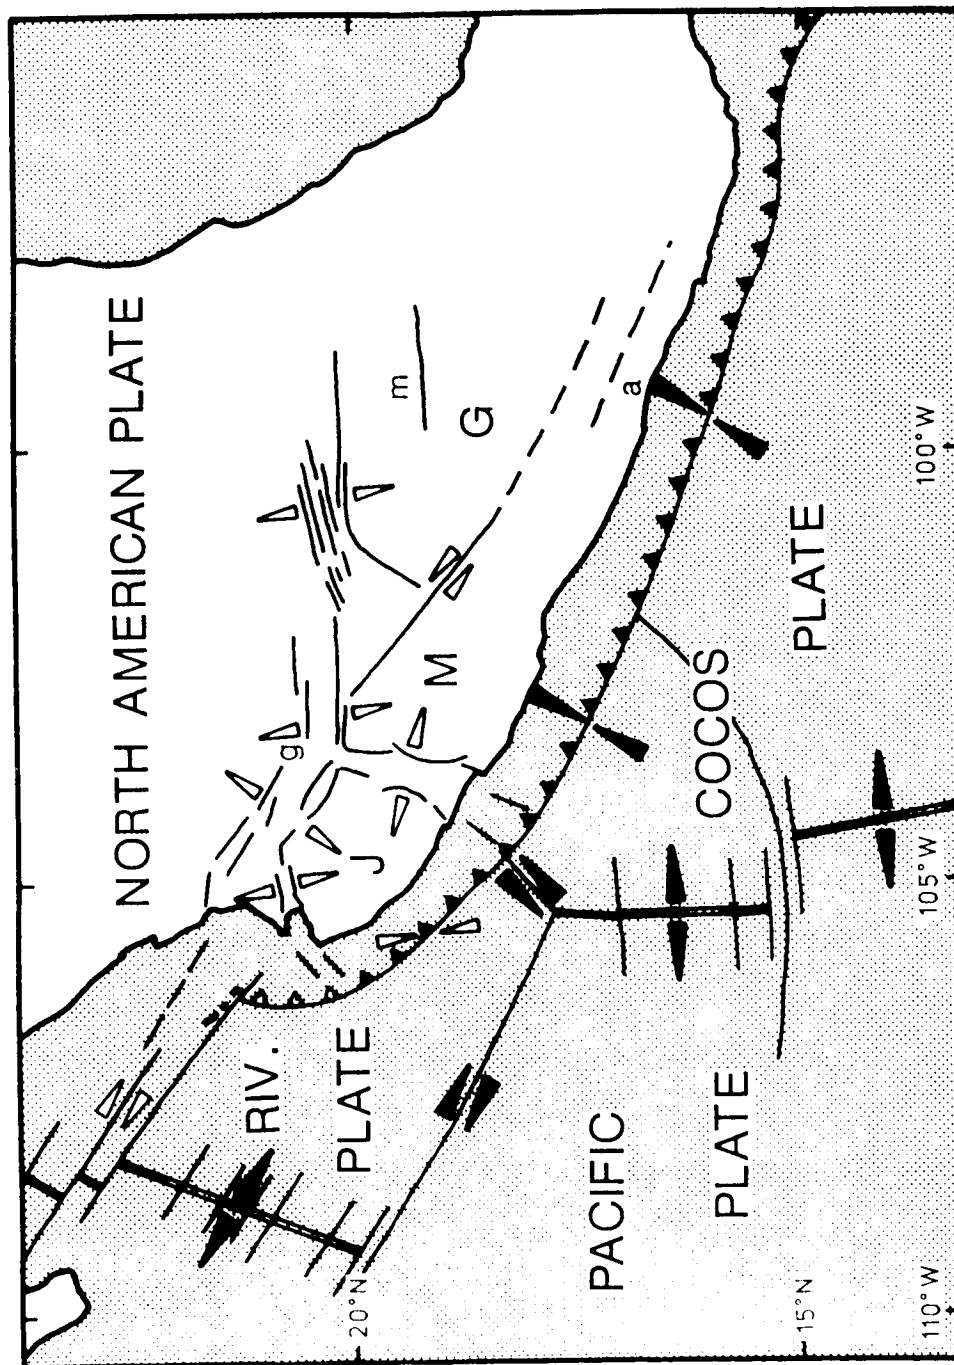 NORTH AMERICAN PLATE
g
m
G
M
J
a
RIV.
PLATE
COCOS
PLATE
PACIFIC
PLATE
20°N
15°N
110°W
105°W
100°W